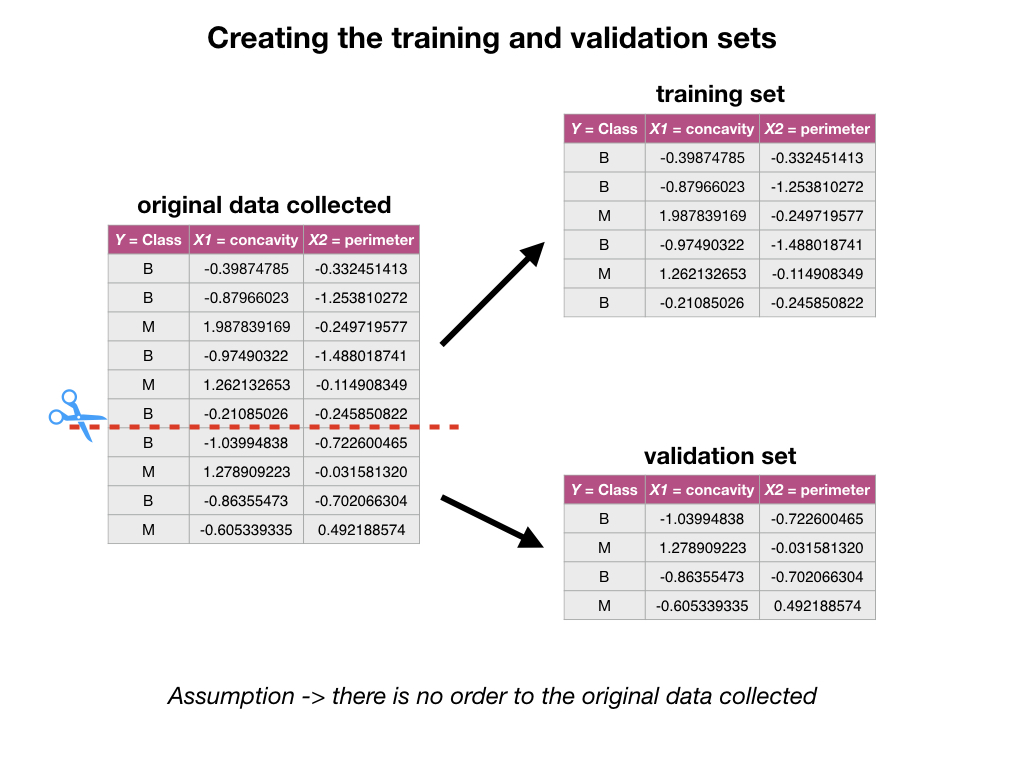 Creating the training and validation sets
original data collected
Y = Class X1 = concavity X2 = perimeter
B -0.39874785 -0.332451413
B -0.87966023 -1.253810272
M 1.987839169 -0.249719577
B -0.97490322 -1.488018741
M 1.262132653 -0.114908349
B -0.21085026 -0.245850822
B -1.03994838 -0.722600465
M 1.278909223 -0.031581320
B -0.86355473 -0.702066304
M -0.605339335 0.492188574
training set
Y = Class X1 = concavity X2 = perimeter
B -0.39874785 -0.332451413
B -0.87966023 -1.253810272
M 1.987839169 -0.249719577
B -0.97490322 -1.488018741
M 1.262132653 -0.114908349
B -0.21085026 -0.245850822
validation set
Y = Class X1 = concavity X2 = perimeter
B -1.03994838 -0.722600465
M 1.278909223 -0.031581320
B -0.86355473 -0.702066304
M -0.605339335 0.492188574
Assumption -> there is no order to the original data collected